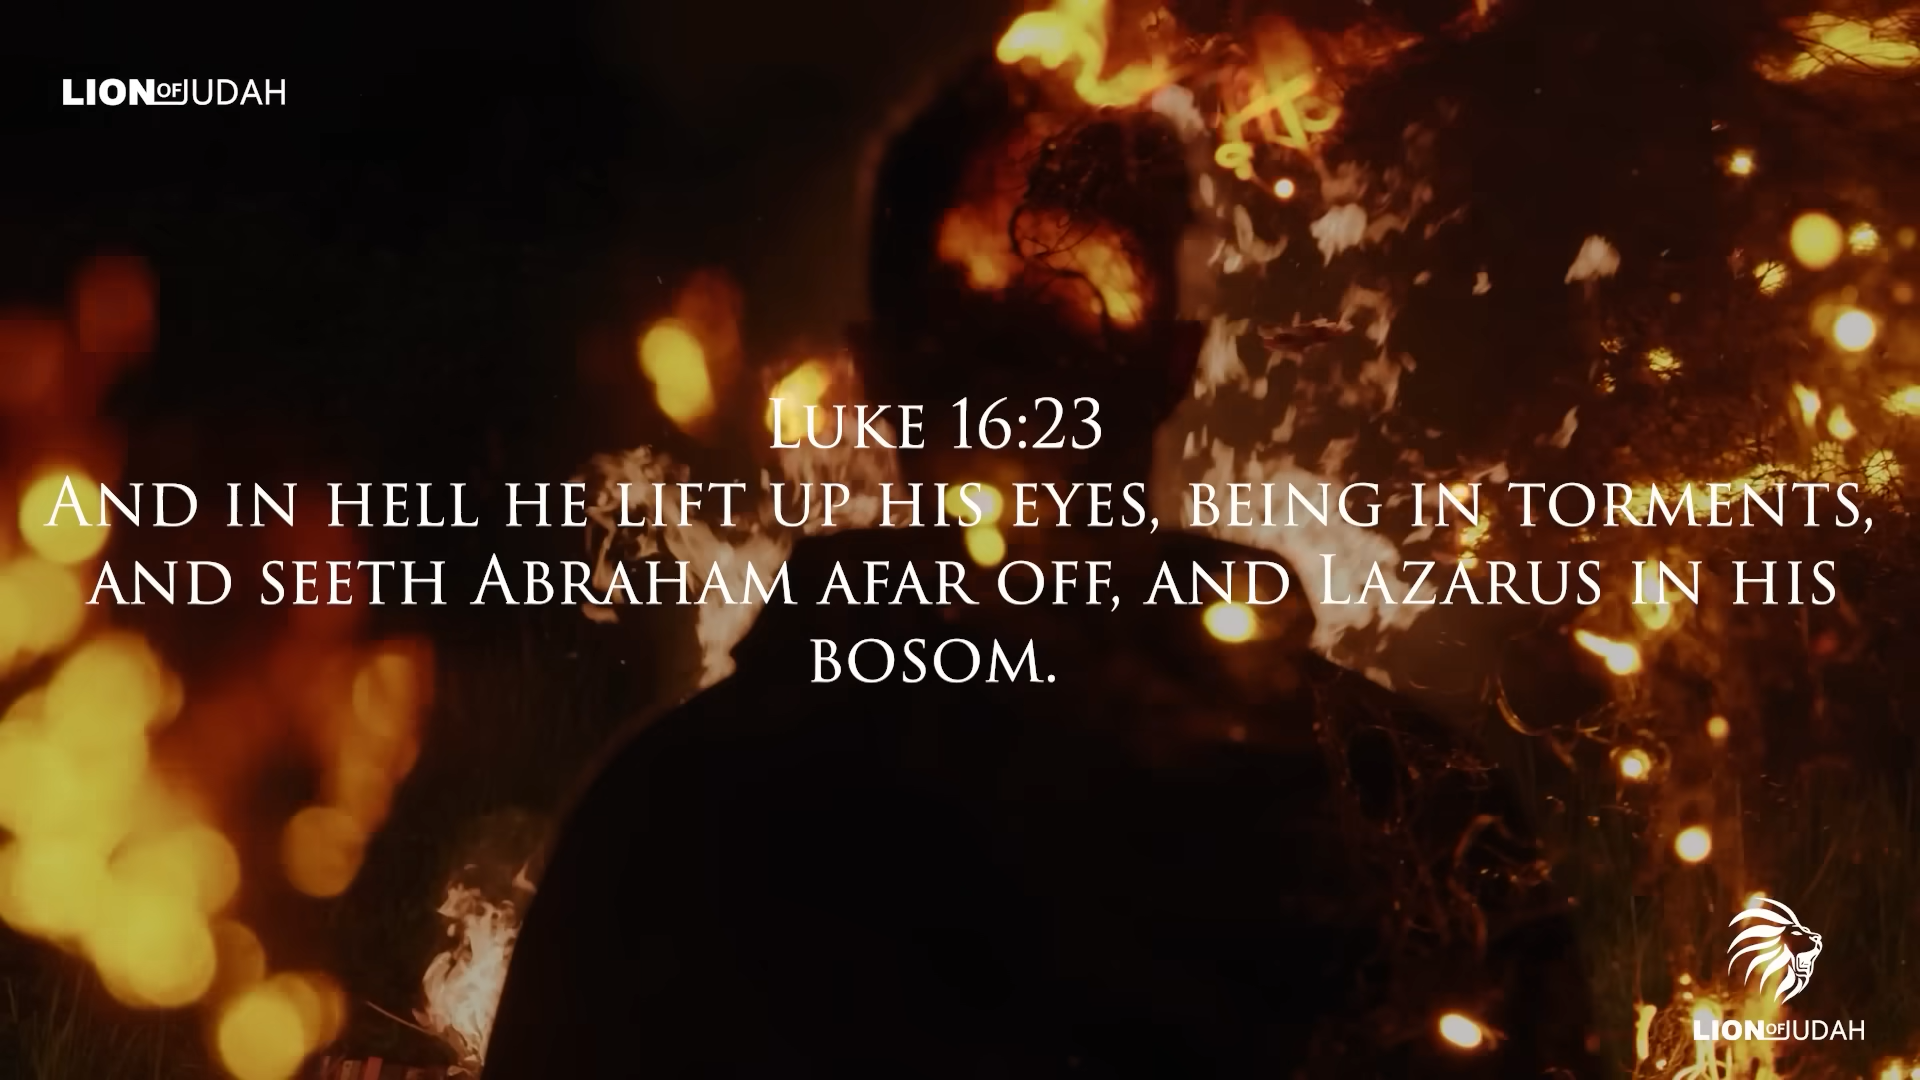 LION OF JUDAH
Luke 16:23
And in hell he lift up his eyes, being in torments,
and seeth Abraham afar off, and Lazarus in his
bosom.
LION OF JUDAH